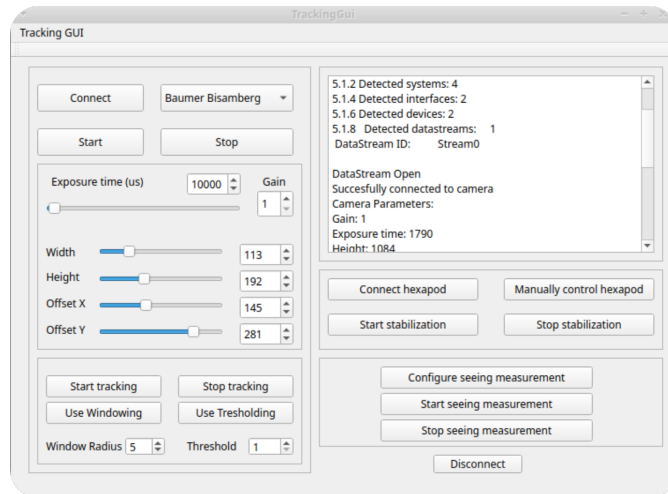 TrackingGui
Tracking GUI
Connect
Baumer Bisamberg
Start
Stop
Exposure time (us)
10000
Gain
1
Width
113
Height
192
Offset X
145
Offset Y
281
Start tracking
Stop tracking
Use Windowing
Use Tresholding
Window Radius
5
Threshold
1
5.1.2 Detected systems: 4
5.1.4 Detected interfaces: 2
5.1.6 Detected devices: 2
5.1.8 Detected datastreams: 1
DataStream ID: Stream0
DataStream Open
Succesfully connected to camera
Camera Parameters:
Gain: 1
Exposure time: 1790
Height: 1084
Connect hexapod
Manually control hexapod
Start stabilization
Stop stabilization
Configure seeing measurement
Start seeing measurement
Stop seeing measurement
Disconnect